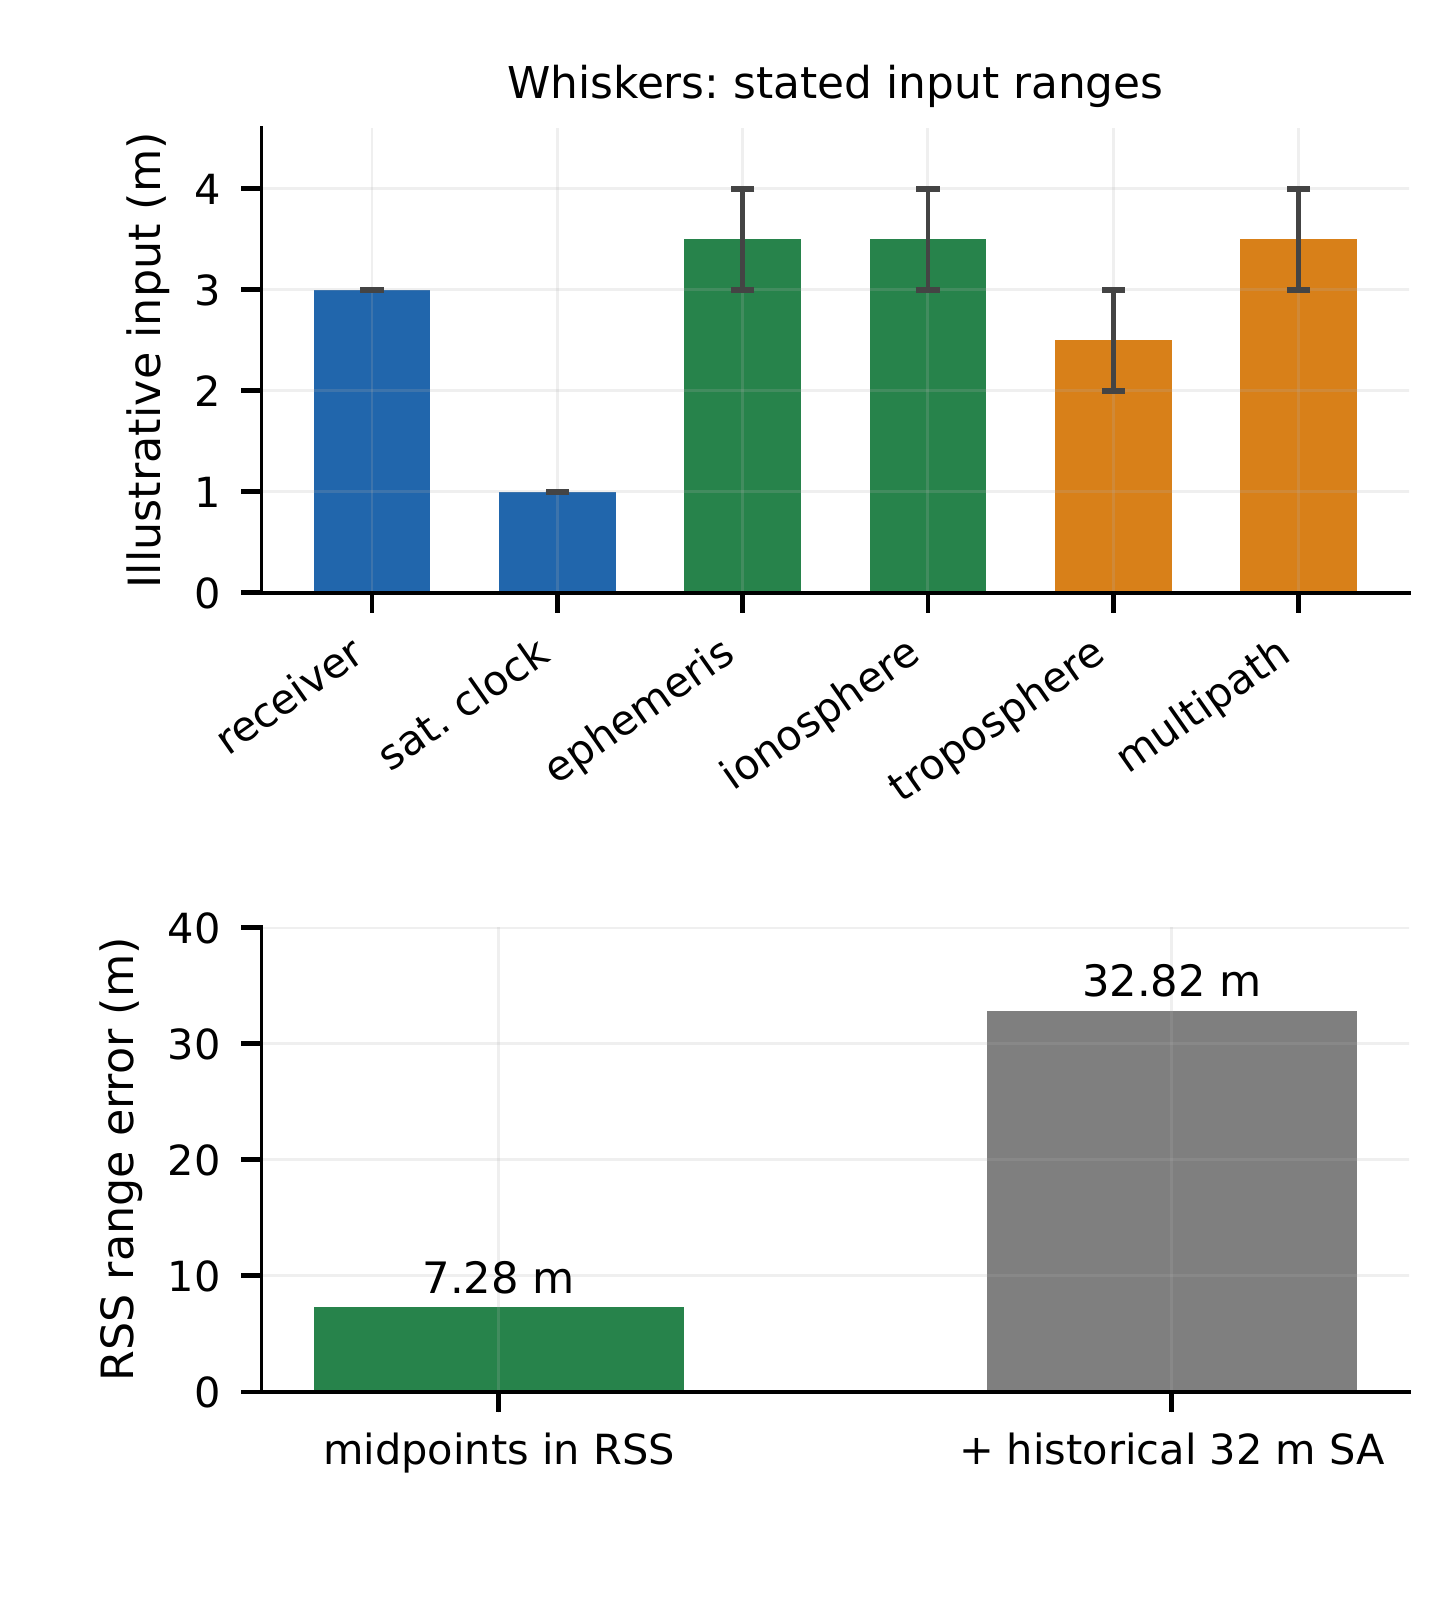 Whiskers: stated input ranges
Illustrative input (m)
4
3
2
1
0
receiver
sat. clock
ephemeris
ionosphere
troposphere
multipath
RSS range error (m)
40
30
20
10
0
32.82 m
7.28 m
midpoints in RSS
+ historical 32 m SA